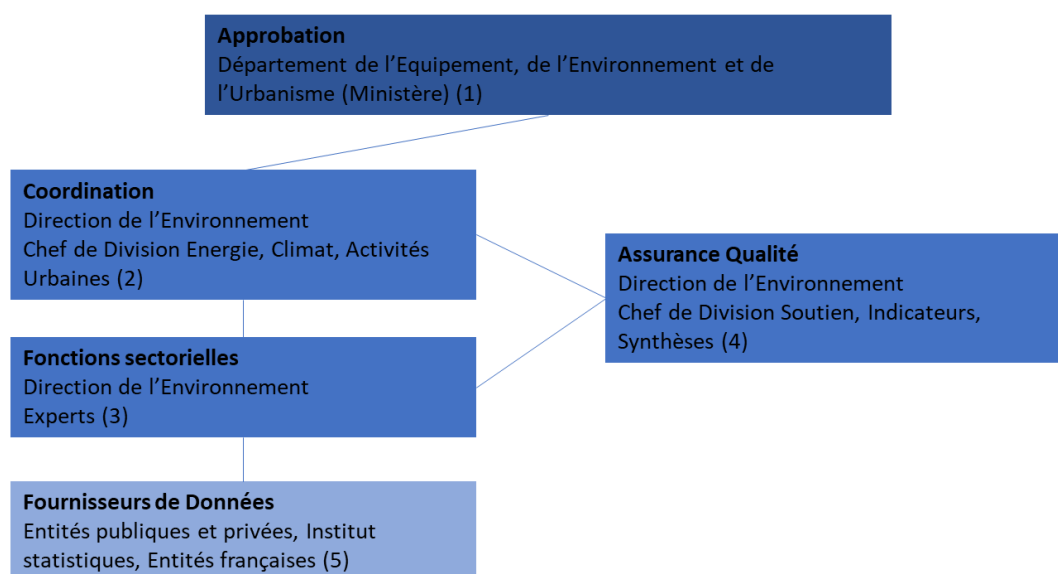 Approbation
Département de l’Equipement, de l’Environnement et de
l’Urbanisme (Ministère) (1)
Coordination
Direction de l’Environnement
Chef de Division Energie, Climat, Activités
Urbaines (2)
Assurance Qualité
Direction de l’Environnement
Chef de Division Soutien, Indicateurs,
Synthèses (4)
Fonctions sectorielles
Direction de l’Environnement
Experts (3)
Fournisseurs de Données
Entités publiques et privées, Institut
statistiques, Entités françaises (5)